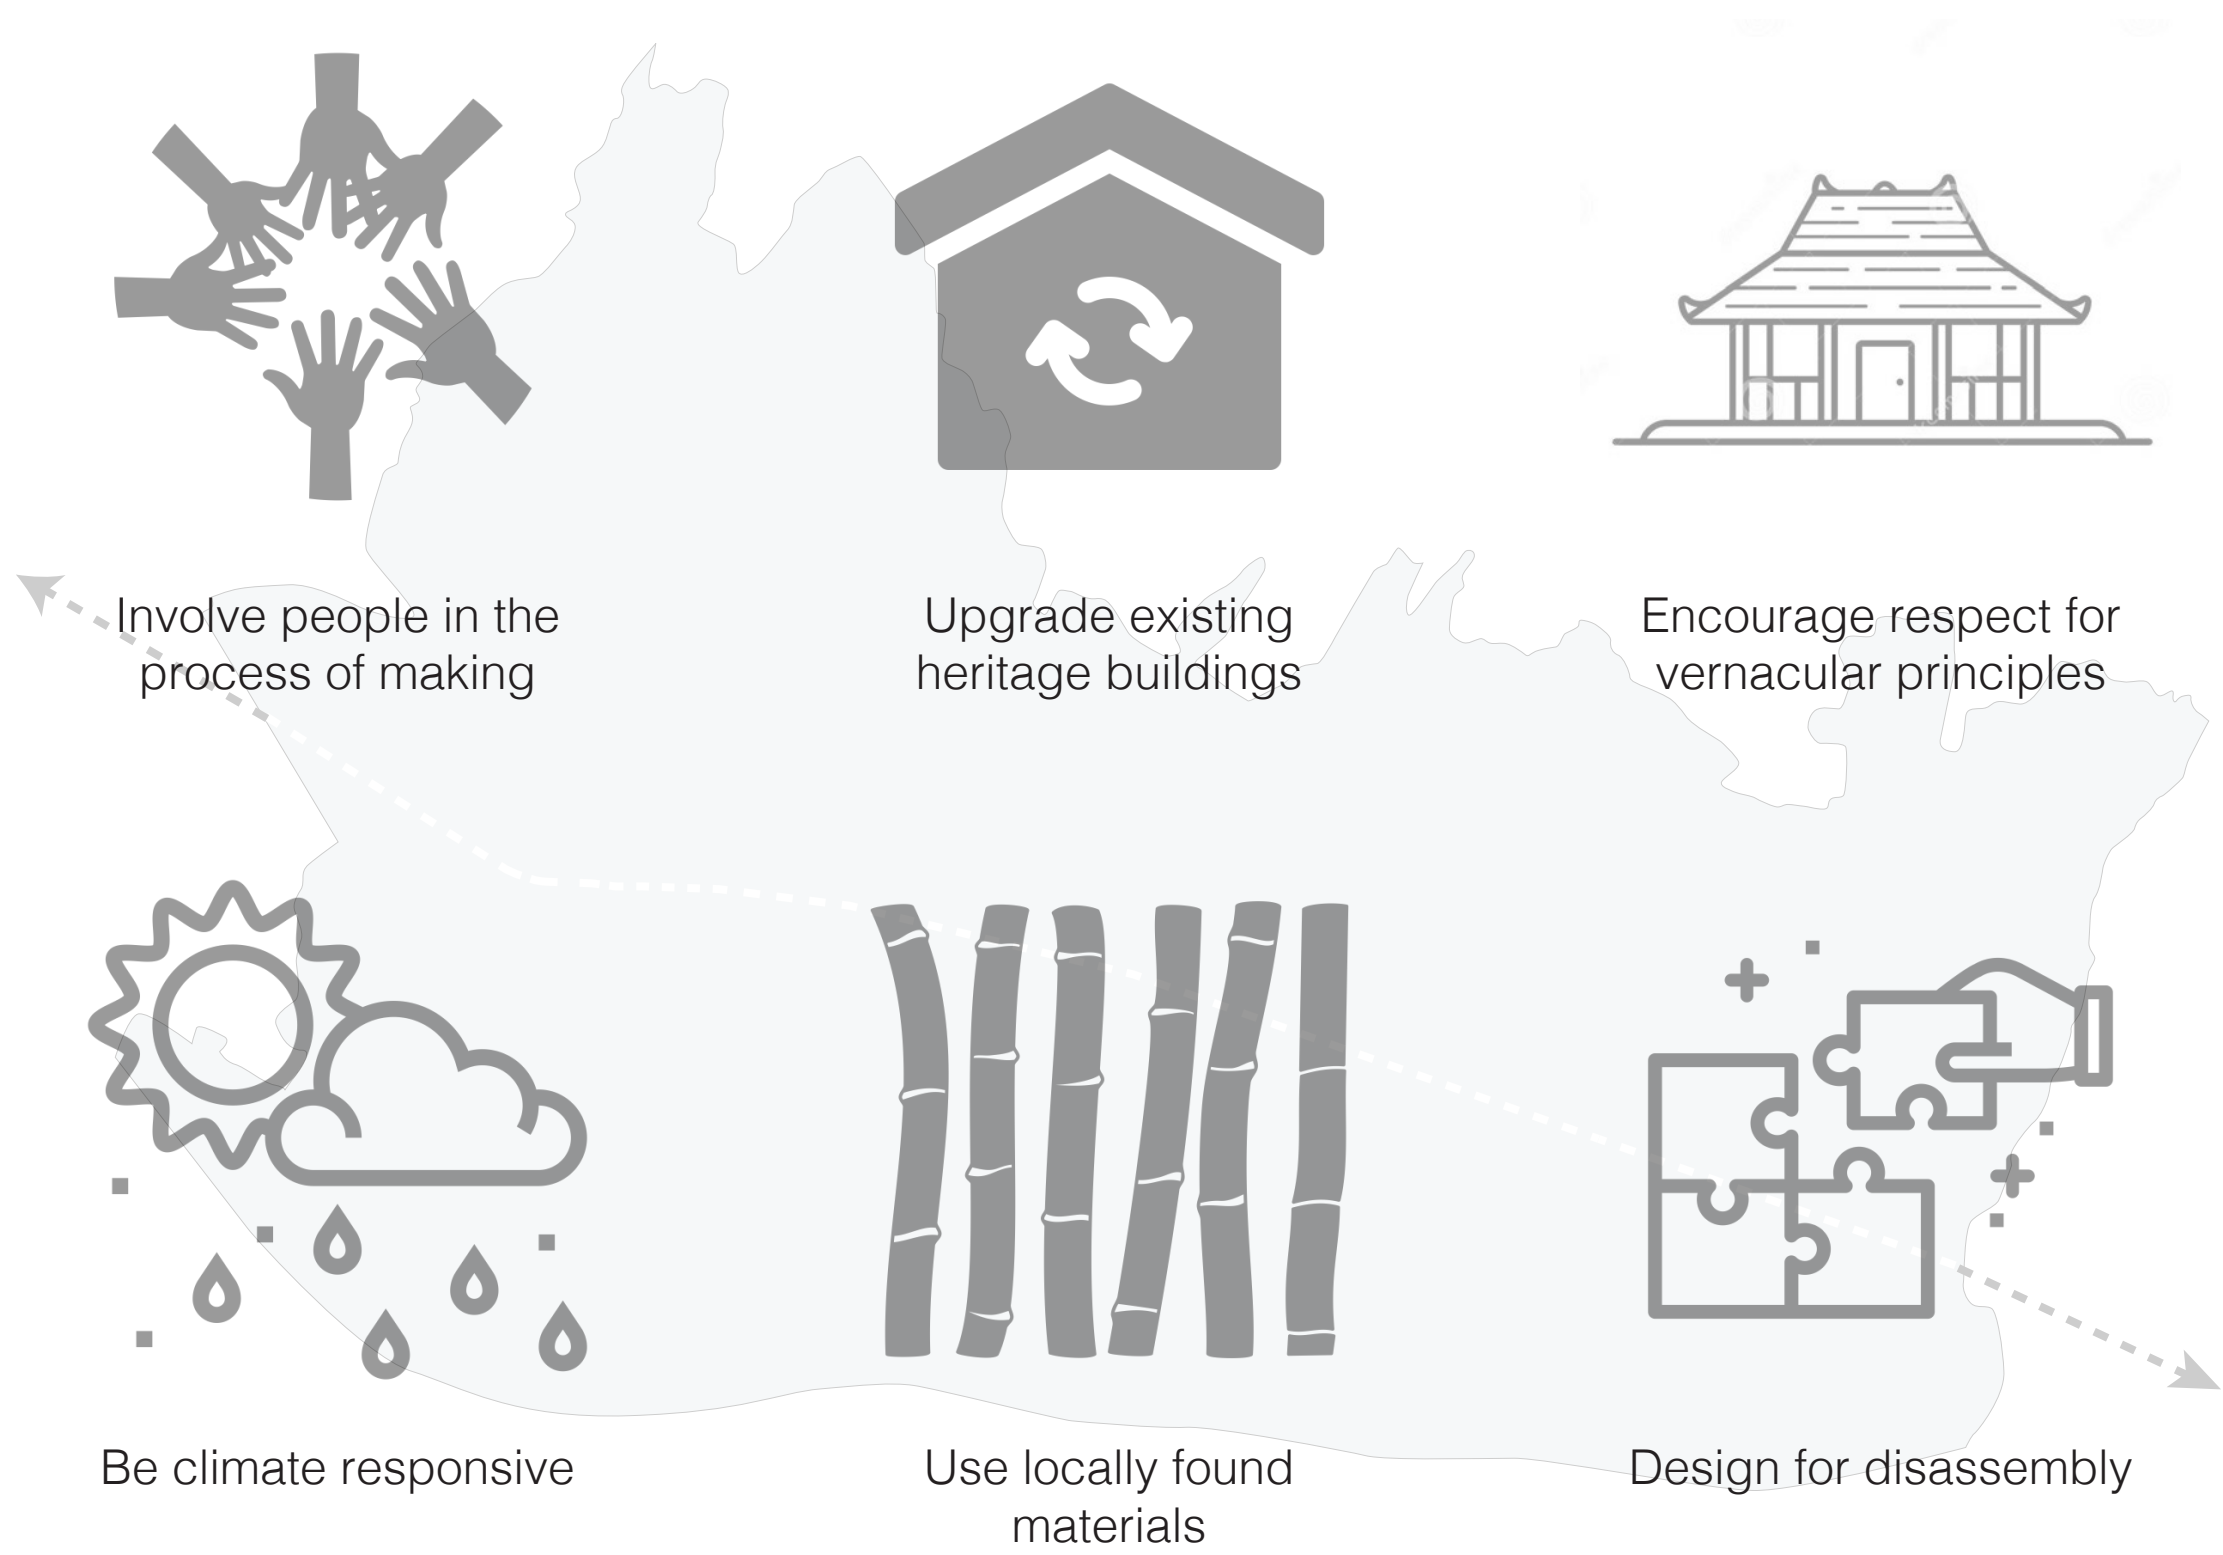 Involve people in the
process of making
Upgrade existing
heritage buildings
Encourage respect for
vernacular principles
Be climate responsive
Use locally found
materials
Design for disassembly